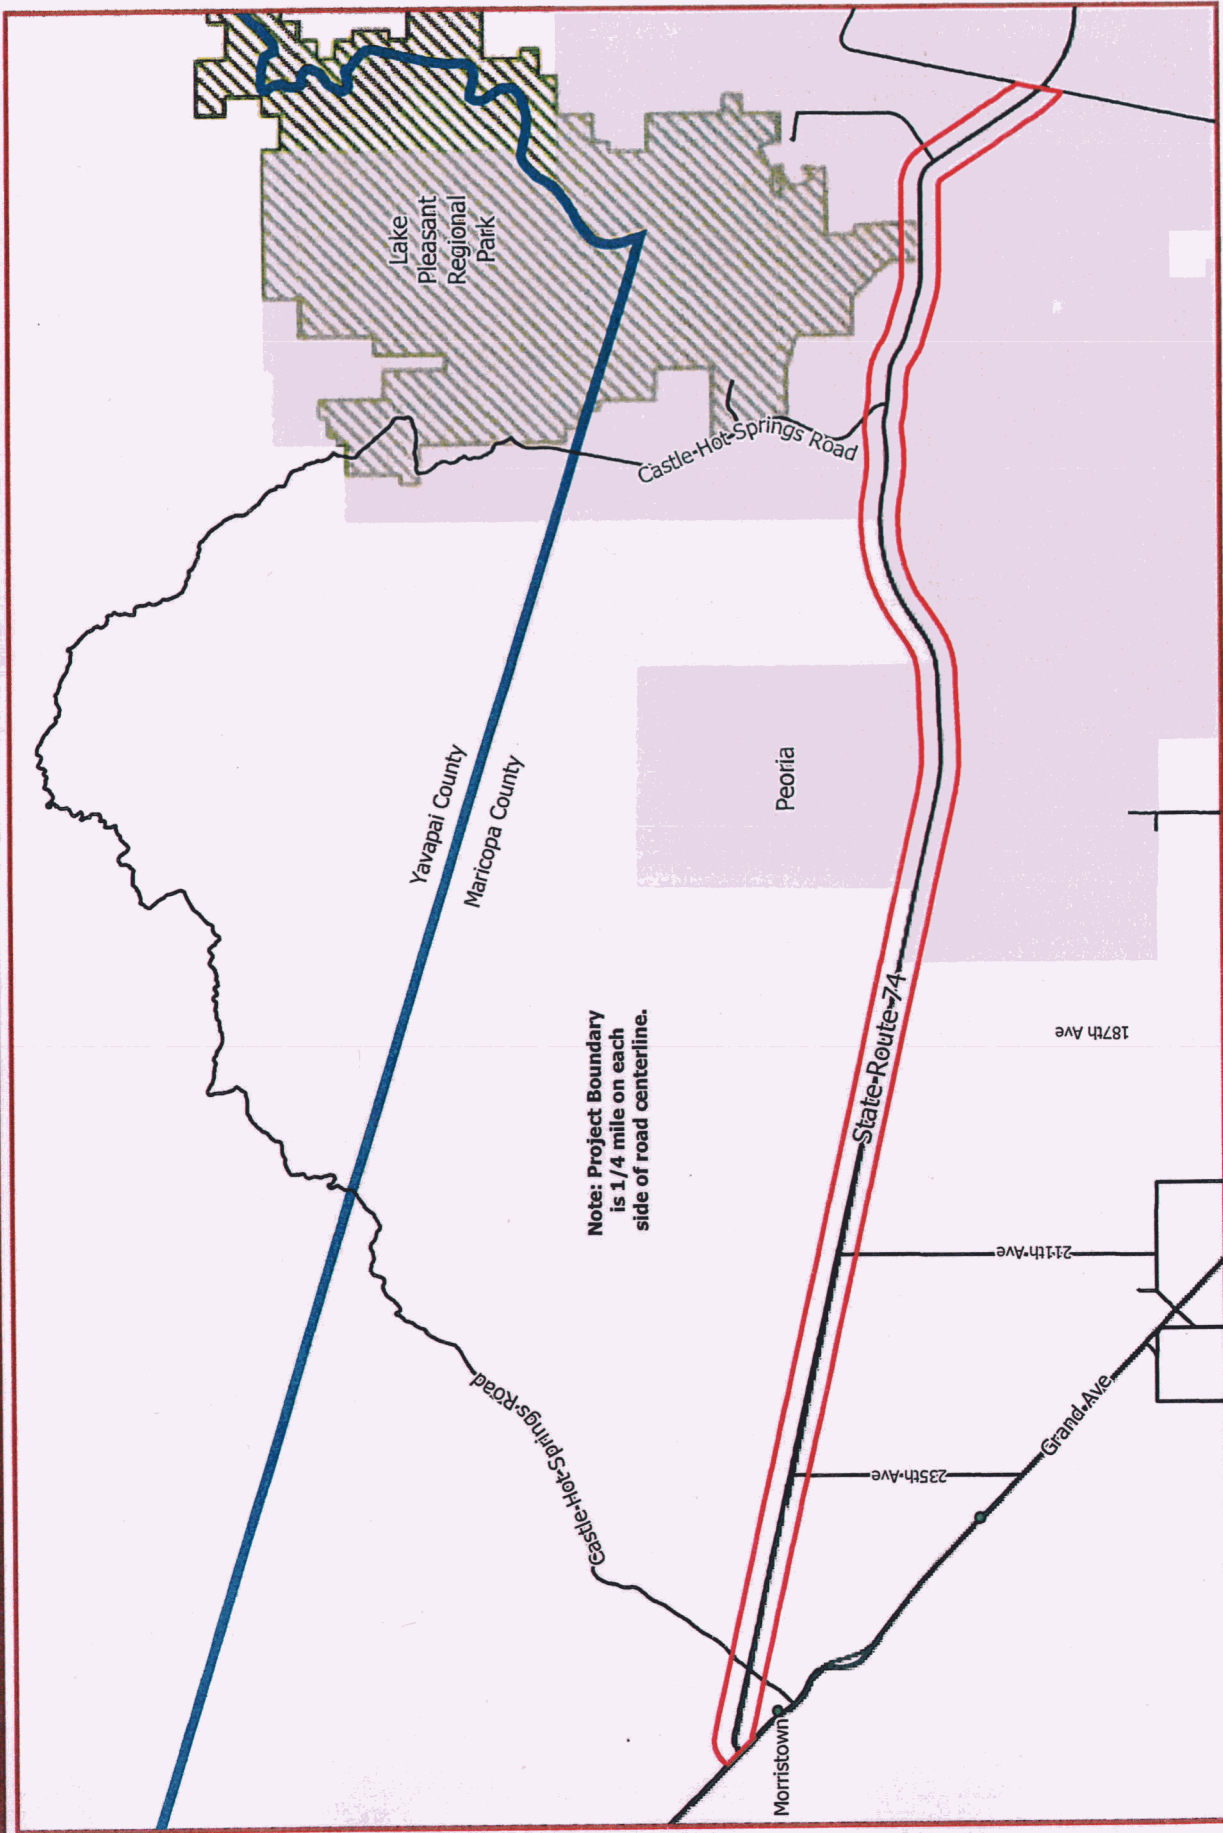 Lake
Pleasant
Regional
Park
Castle Hot Springs Road
Yavapai County
Maricopa County
Peoria
Note: Project Boundary
is 1/4 mile on each
side of road centerline.
State Route 74
187th Ave
211th Ave
Castle Hot Springs Road
235th Ave
Grand Ave
Morristown